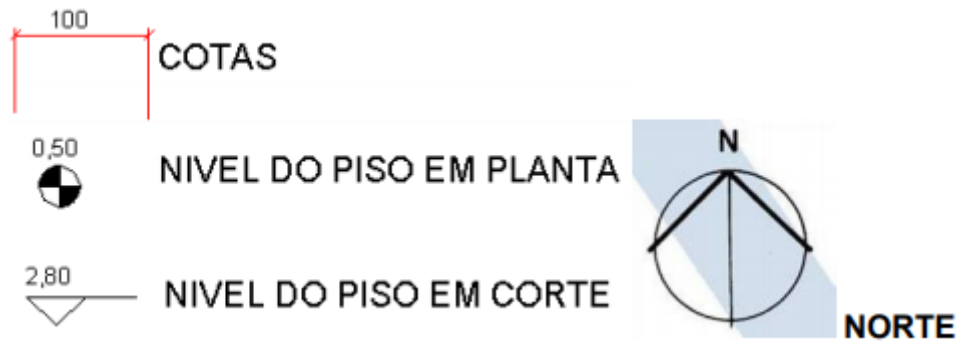 100
COTAS
0,50
NIVEL DO PISO EM PLANTA
N
2,80
NIVEL DO PISO EM CORTE
NORTE